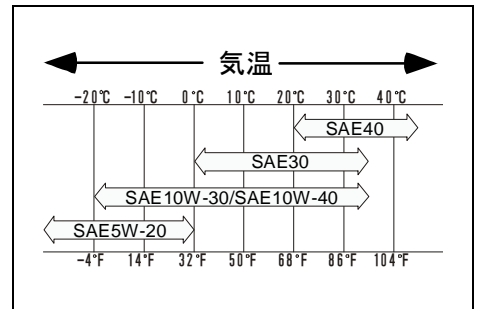 気温
-20℃ -10℃ 0℃ 10℃ 20℃ 30℃ 40℃
SAE40
SAE30
SAE10W-30/SAE10W-40
SAE5W-20
-4℉ 14℉ 32℉ 50℉ 68℉ 86℉ 104℉